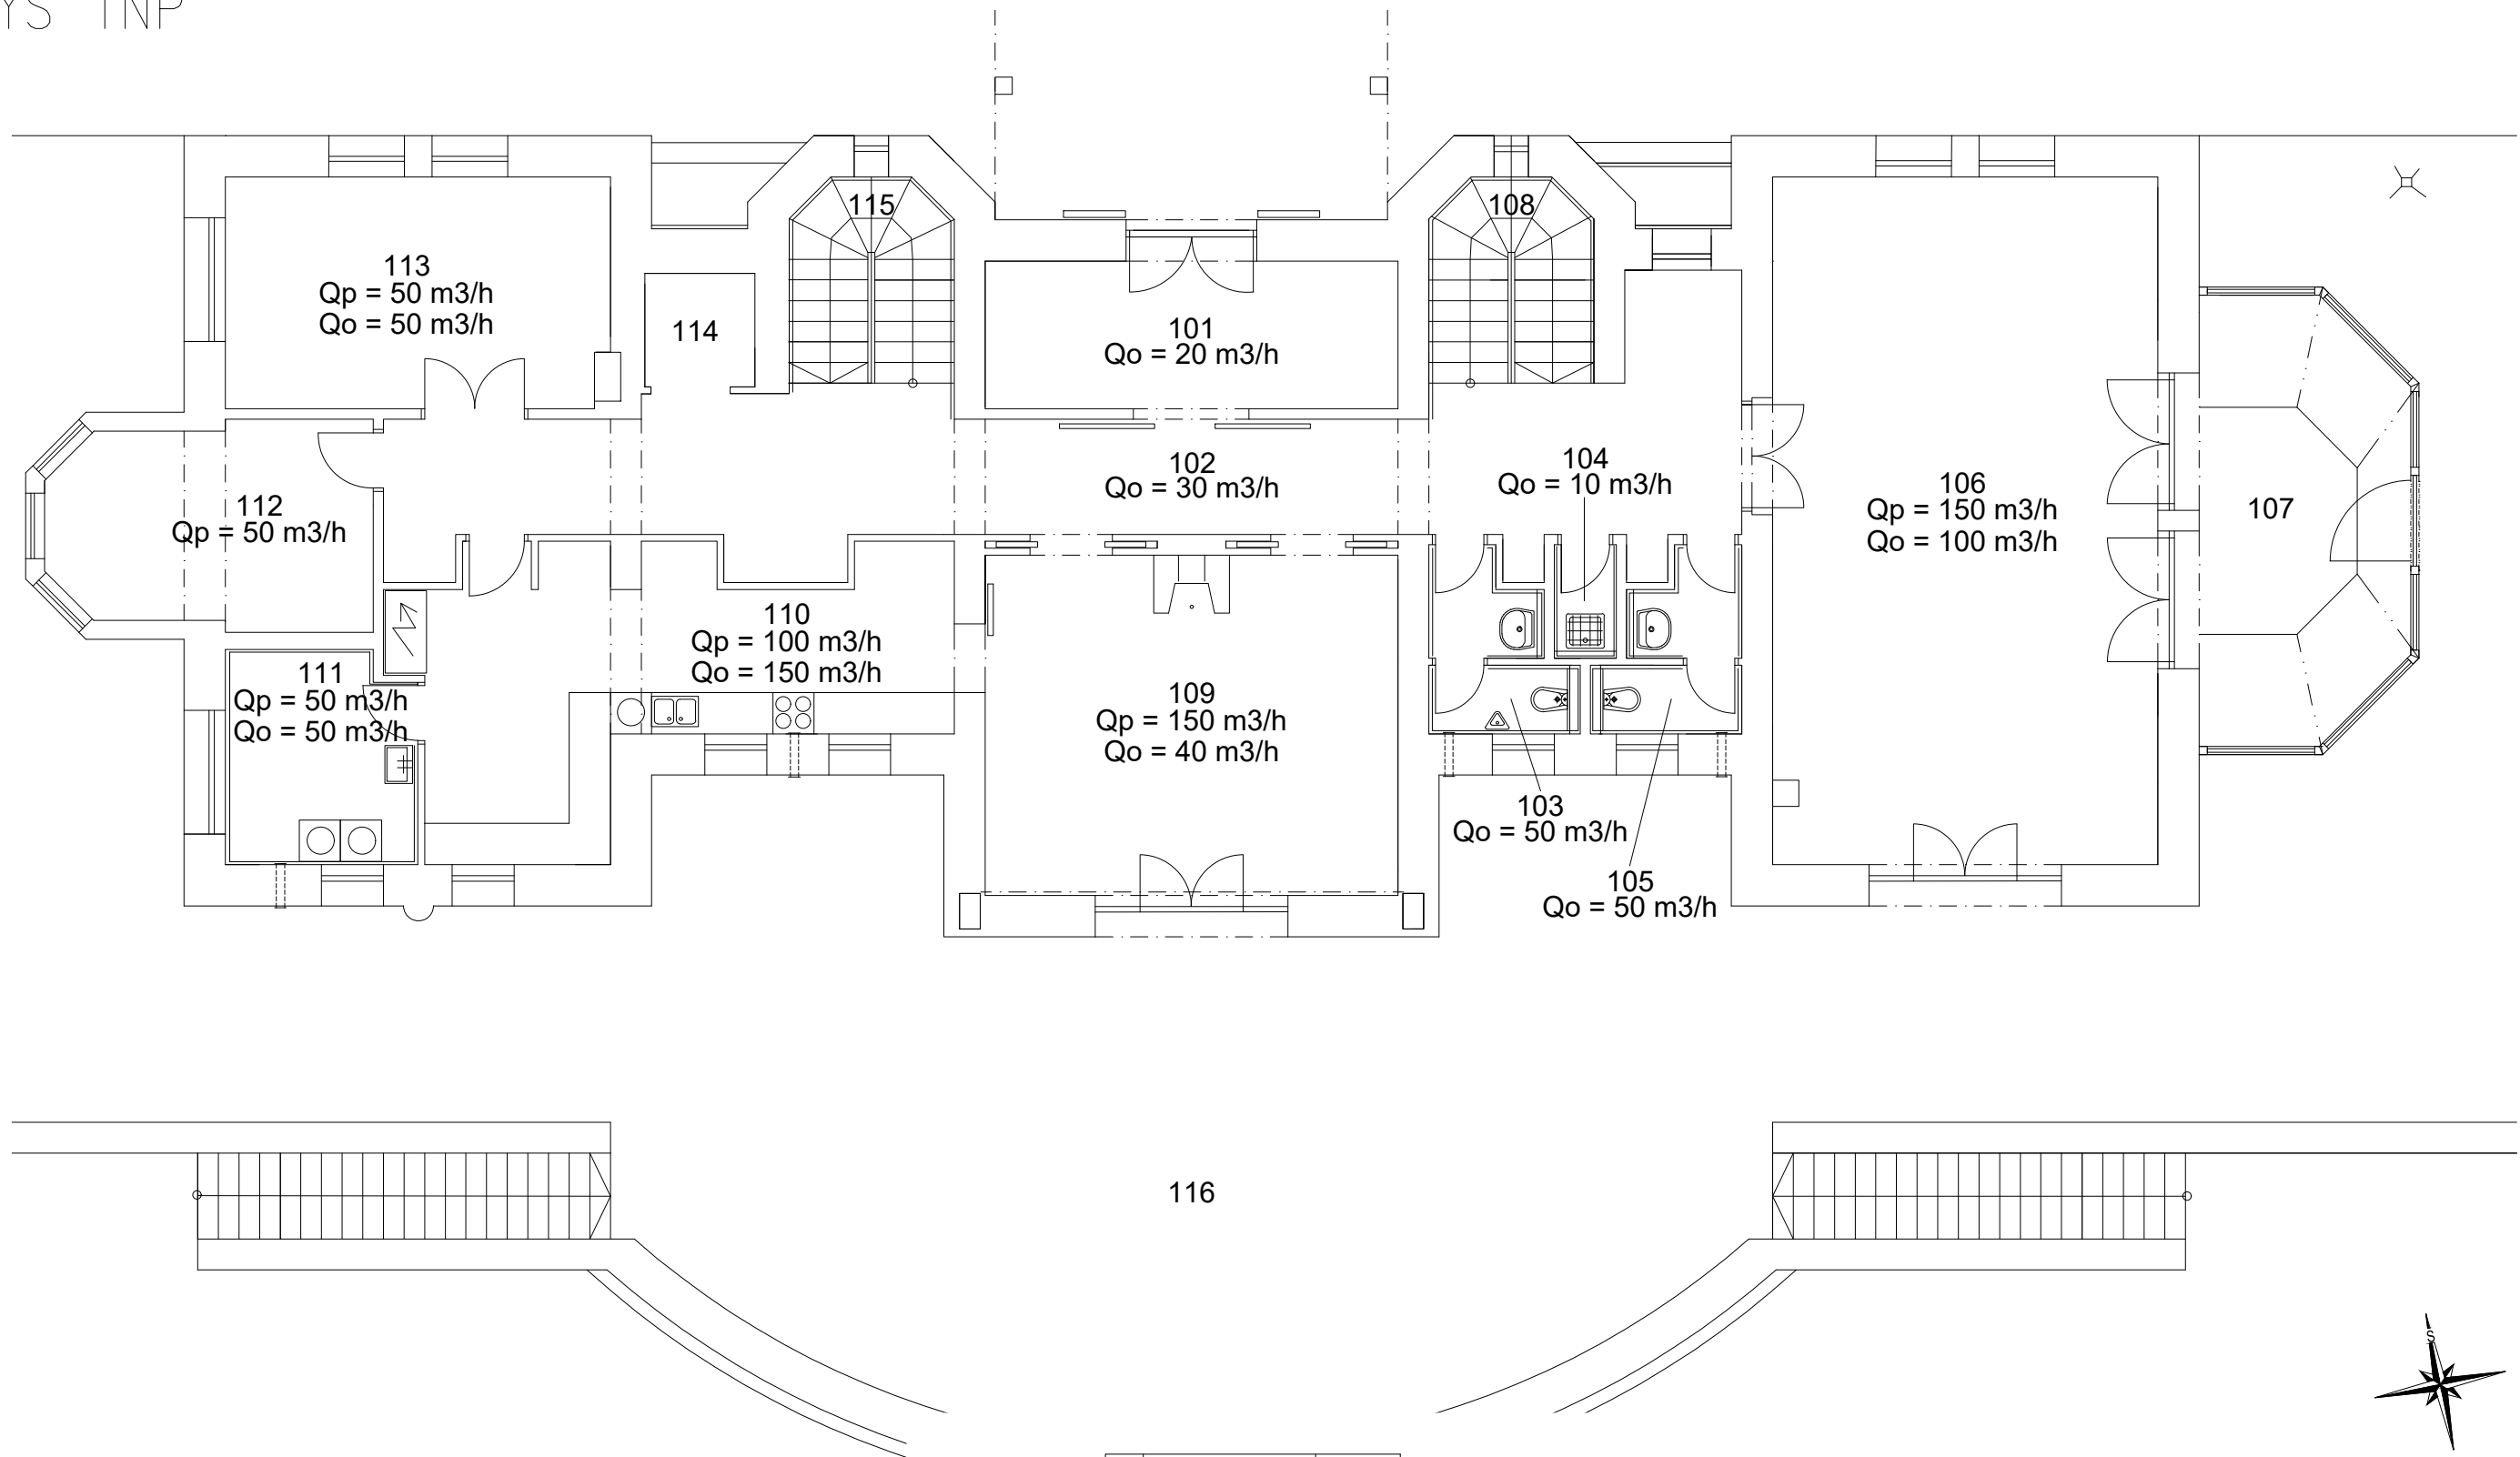 YS TNP
115
108
113
Qp = 50 m3/h
Qo = 50 m3/h
114
101
Qo = 20 m3/h
102
Qo = 30 m3/h
104
Qo = 10 m3/h
106
Qp = 150 m3/h
Qo = 100 m3/h
107
112
Qp = 50 m3/h
110
Qp = 100 m3/h
Qo = 150 m3/h
111
Qp = 50 m3/h
Qo = 50 m3/h
109
Qp = 150 m3/h
Qo = 40 m3/h
103
Qo = 50 m3/h
105
Qo = 50 m3/h
116
S